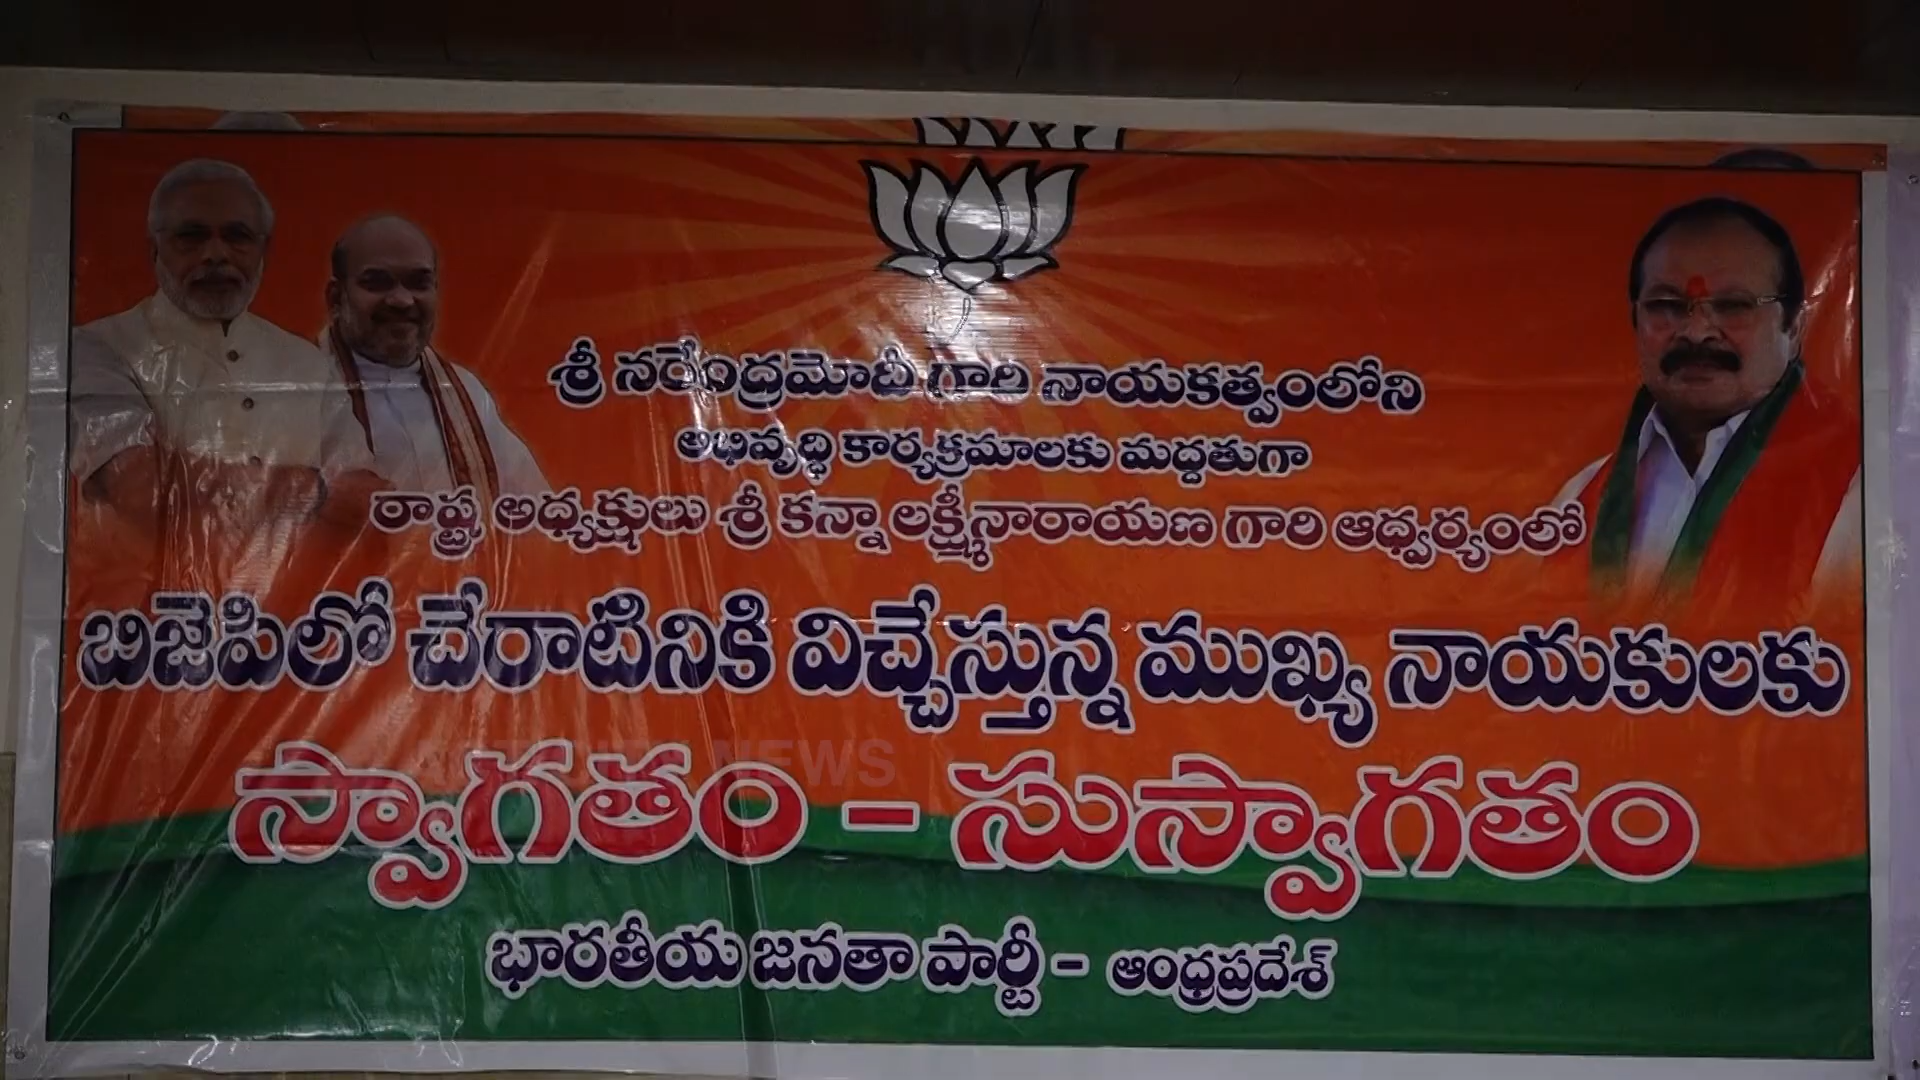 శ్రీ నరేంద్రమోదీ గారి నాయకత్వంలోని
అభివృద్ధి కార్యక్రమాలకు మద్దతుగా
రాష్ట్ర అధ్యక్షులు శ్రీ కన్నా లక్ష్మీనారాయణ గారి ఆధ్వర్యంలో
బిజెపిలో చేరాటినికి విచ్చేస్తున్న ముఖ్య నాయకులకు
NEWS
స్వాగతం - సుస్వాగతం
భారతీయ జనతా పార్టీ - ఆంధ్రప్రదేశ్